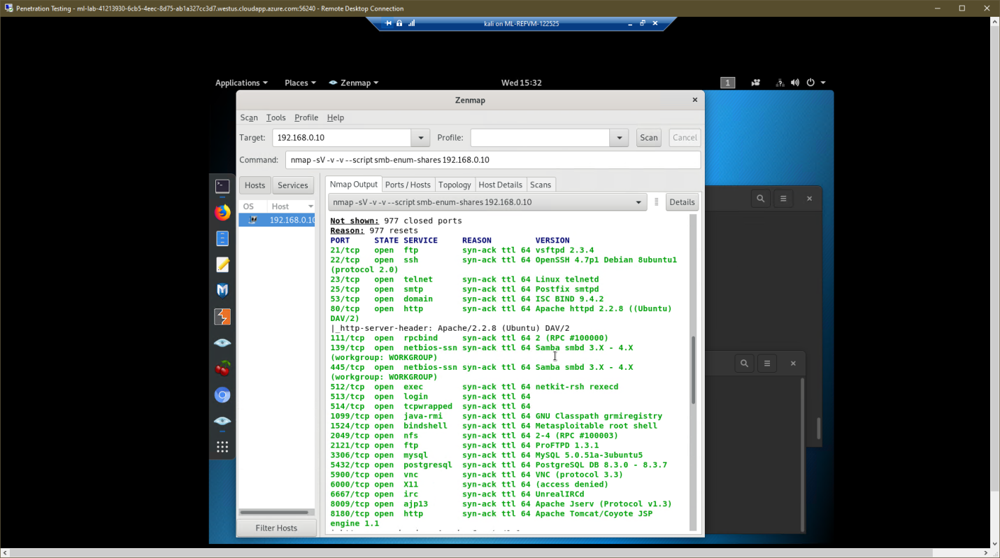 Penetration Testing - ml-lab-41213930-6cb5-4eec-8d75-ab1a327cc3d7.westus.cloudapp.azure.com:56240 - Remote Desktop Connection
kali on ML-REFVM-122525
Applications Places Zenmap Wed 15:32 1
Zenmap
Scan Tools Profile Help
Target: 192.168.0.10 Profile: Scan Cancel
Command: nmap -sV -v -v --script smb-enum-shares 192.168.0.10
Hosts Services Nmap Output Ports / Hosts Topology Host Details Scans
OS Host
192.168.0.10
nmap -sV -v -v --script smb-enum-shares 192.168.0.10 Details
Not shown: 977 closed ports
Reason: 977 resets
PORT STATE SERVICE REASON VERSION
21/tcp open ftp syn-ack ttl 64 vsftpd 2.3.4
22/tcp open ssh syn-ack ttl 64 OpenSSH 4.7p1 Debian 8ubuntu1
(protocol 2.0)
23/tcp open telnet syn-ack ttl 64 Linux telnetd
25/tcp open smtp syn-ack ttl 64 Postfix smtpd
53/tcp open domain syn-ack ttl 64 ISC BIND 9.4.2
80/tcp open http syn-ack ttl 64 Apache httpd 2.2.8 ((Ubuntu)
DAV/2)
|_http-server-header: Apache/2.2.8 (Ubuntu) DAV/2
111/tcp open rpcbind syn-ack ttl 64 2 (RPC #100000)
139/tcp open netbios-ssn syn-ack ttl 64 Samba smbd 3.X - 4.X
(workgroup: WORKGROUP)
445/tcp open netbios-ssn syn-ack ttl 64 Samba smbd 3.X - 4.X
(workgroup: WORKGROUP)
512/tcp open exec syn-ack ttl 64 netkit-rsh rexecd
513/tcp open login syn-ack ttl 64
514/tcp open tcpwrapped syn-ack ttl 64
1099/tcp open java-rmi syn-ack ttl 64 GNU Classpath grmiregistry
1524/tcp open bindshell syn-ack ttl 64 Metasploitable root shell
2049/tcp open nfs syn-ack ttl 64 2-4 (RPC #100003)
2121/tcp open ftp syn-ack ttl 64 ProFTPD 1.3.1
3306/tcp open mysql syn-ack ttl 64 MySQL 5.0.51a-3ubuntu5
5432/tcp open postgresql syn-ack ttl 64 PostgreSQL DB 8.3.0 - 8.3.7
5900/tcp open vnc syn-ack ttl 64 VNC (protocol 3.3)
6000/tcp open X11 syn-ack ttl 64 (access denied)
6667/tcp open irc syn-ack ttl 64 UnrealIRCd
8009/tcp open ajp13 syn-ack ttl 64 Apache Jserv (Protocol v1.3)
8180/tcp open http syn-ack ttl 64 Apache Tomcat/Coyote JSP
engine 1.1
Filter Hosts